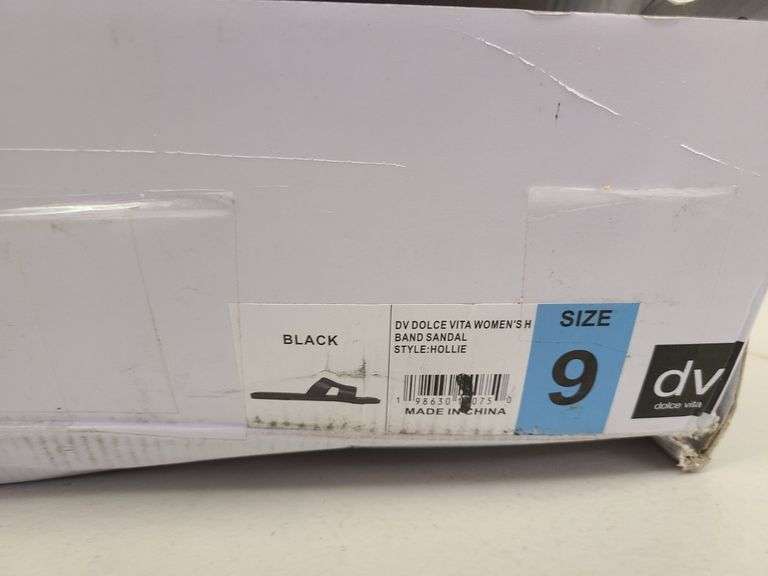 BLACK
DV DOLCE VITA WOMEN'S H
BAND SANDAL
STYLE:HOLLIE
MADE IN CHINA
SIZE
9
dv
dolce vita